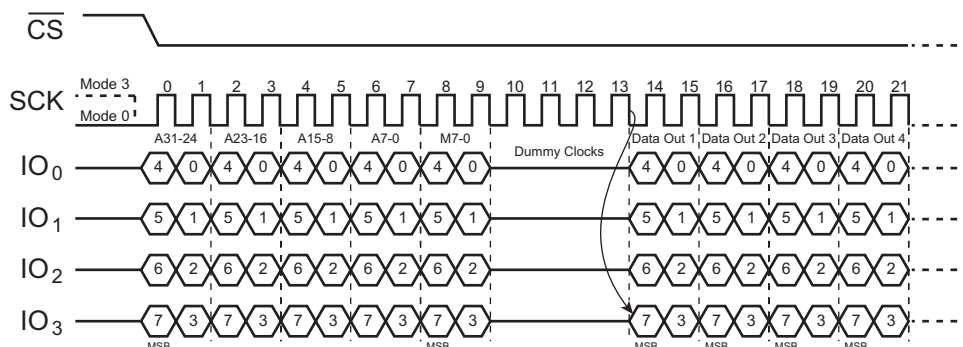 CS
0 1 2 3 4 5 6 7 8 9 10 11 12 13 14 15 16 17 18 19 20 21
Mode 3
SCK
Mode 0
A31-24 A23-16 A15-8 A7-0 M7-0 Data Out 1 Data Out 2 Data Out 3 Data Out 4
Dummy Clocks
IO0 4 0 4 0 4 0 4 0 4 0 4 0 4 0 4 0 4 0
IO1 5 1 5 1 5 1 5 1 5 1 5 1 5 1 5 1 5 1
IO2 6 2 6 2 6 2 6 2 6 2 6 2 6 2 6 2 6 2
IO3 7 3 7 3 7 3 7 3 7 3 7 3 7 3 7 3 7 3
MSB MSB MSB MSB MSB MSB